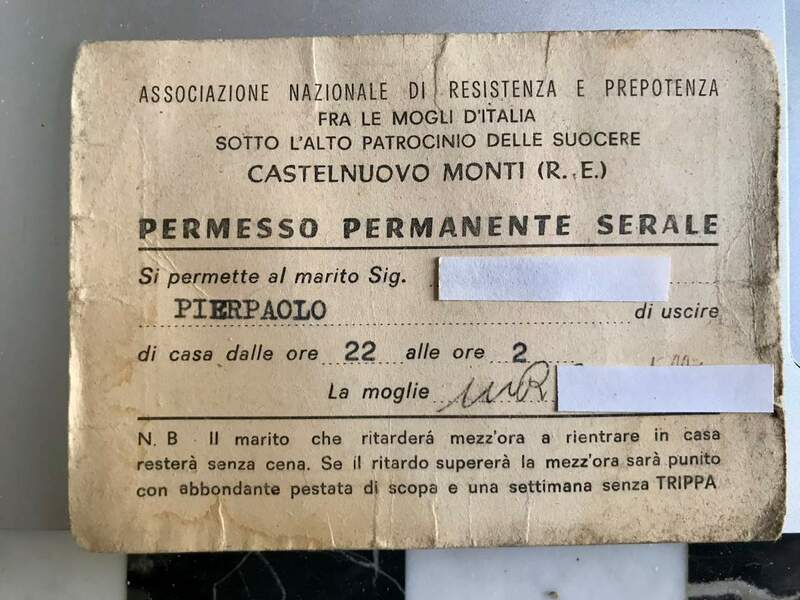 ASSOCIAZIONE NAZIONALE DI RESISTENZA E PREPOTENZA
FRA LE MOGLI D'ITALIA
SOTTO L'ALTO PATROCINIO DELLE SUOCERE
CASTELNUOVO MONTI (R. E.)
PERMESSO PERMANENTE SERALE
Si permette al marito Sig.
PIERPAOLO di uscire
di casa dalle ore 22 alle ore 2
La moglie
N. B Il marito che ritarderá mezz'ora a rientrare in casa
resterà senza cena. Se il ritardo supererà la mezz'ora sarà punito
con abbondante pestata di scopa e una settimana senza TRIPPA